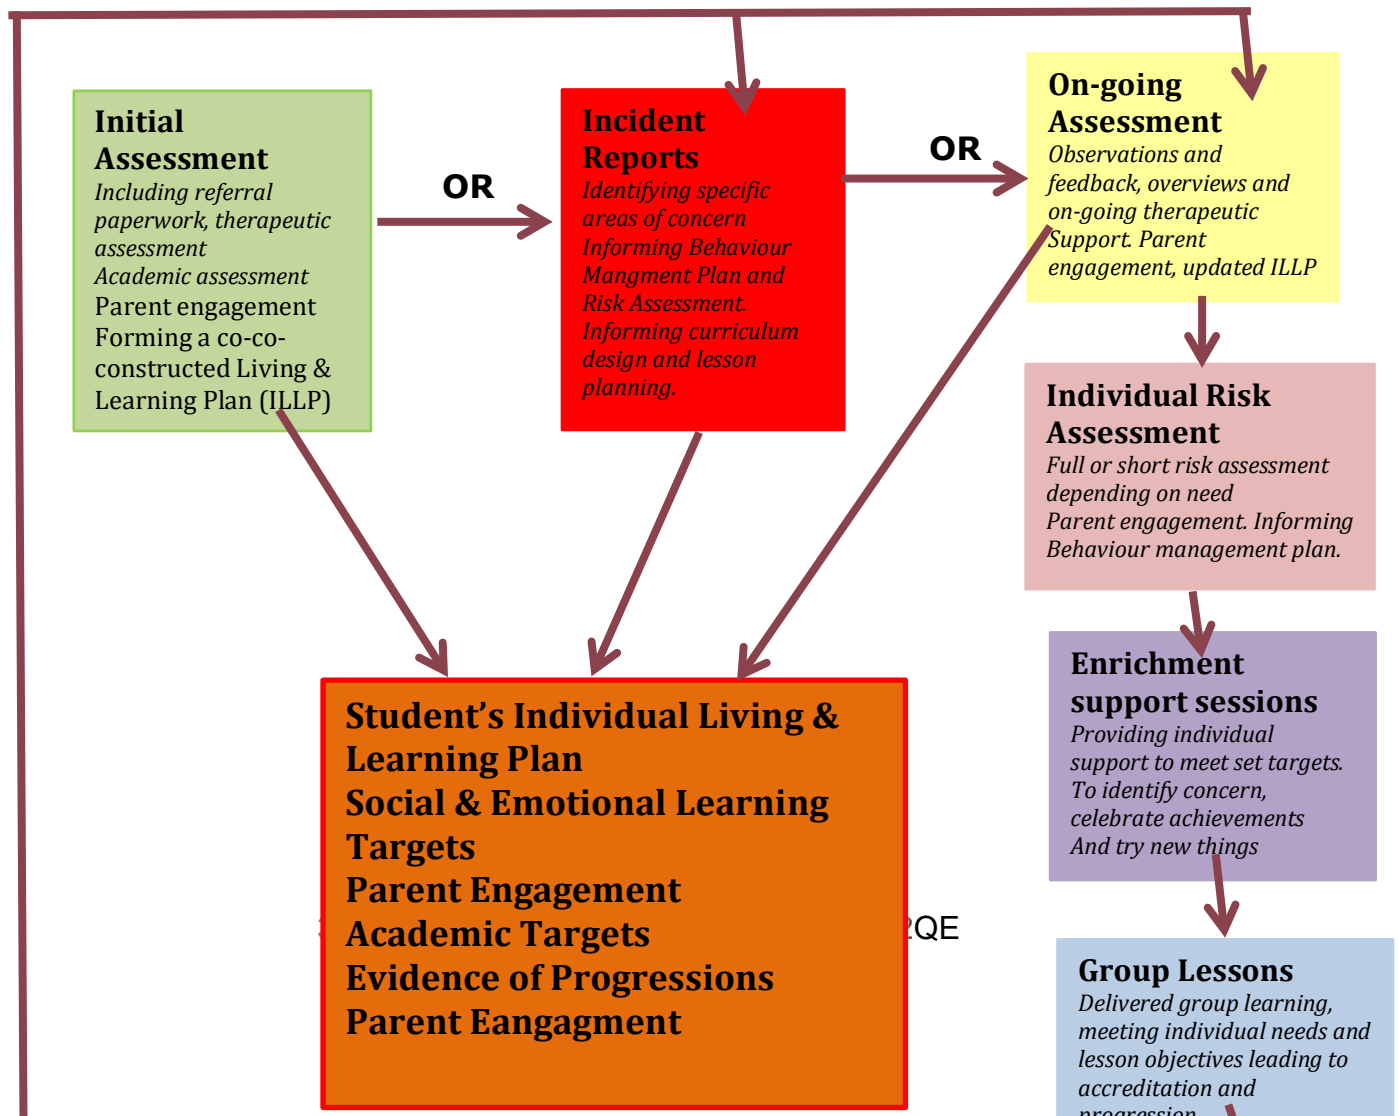 Initial
Assessment
Including referral
paperwork, therapeutic
assessment
Academic assessment
Parent engagement
Forming a co-co-
constructed Living &
Learning Plan (ILLP)
OR
Incident
Reports
Identifying specific
areas of concern
Informing Behaviour
Mangment Plan and
Risk Assessment.
Informing curriculum
design and lesson
planning.
OR
On-going
Assessment
Observations and
feedback, overviews and
on-going therapeutic
Support. Parent
engagement, updated ILLP
Individual Risk
Assessment
Full or short risk assessment
depending on need
Parent engagement. Informing
Behaviour management plan.
Enrichment
support sessions
Providing individual
support to meet set targets.
To identify concern,
celebrate achievements
And try new things
Student’s Individual Living &
Learning Plan
Social & Emotional Learning
Targets
Parent Engagement
Academic Targets
Evidence of Progressions
Parent Eangagment
2QE
Group Lessons
Delivered group learning,
meeting individual needs and
lesson objectives leading to
accreditation and
progression